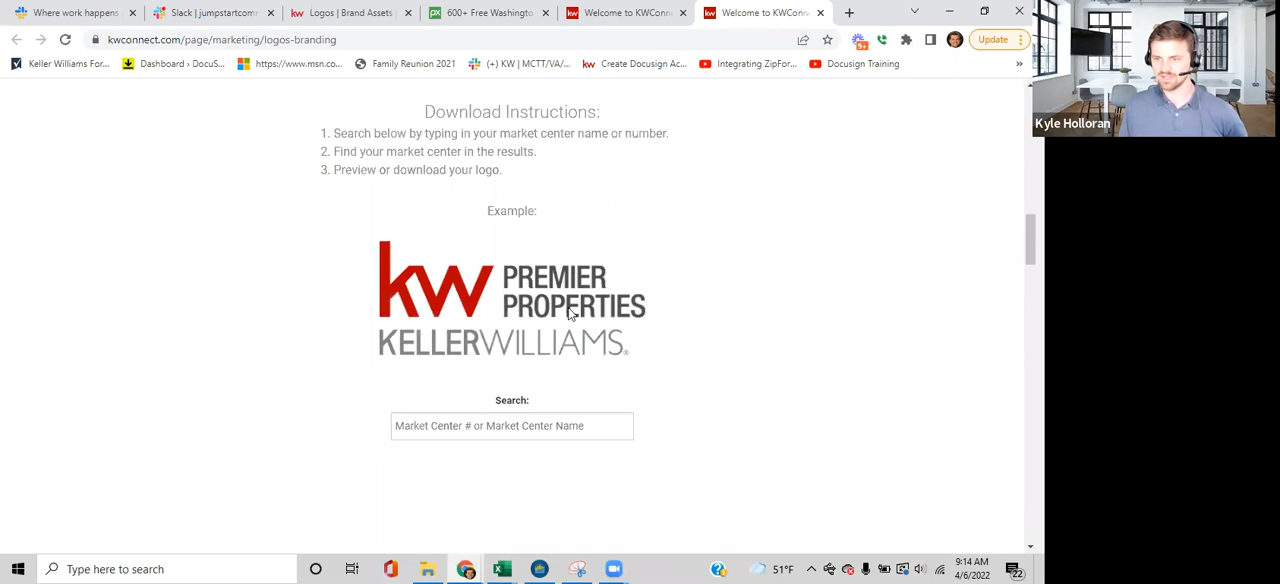 Where work happens
Slack | jumpstartcomm
Logos | Brand Assets
600+ Free Washingto
Welcome to KWConn
Welcome to KWConn
kwconnect.com/page/marketing/logos-branding
9+
Update
Keller Williams For...
Dashboard › DocuS...
https://www.msn.co...
Family Reunion 2021
(+) KW | MCTT/VA/...
kw Create Docusign Ac...
Integrating ZipFor...
Docusign Training
»
Kyle Holloran
Download Instructions:
1. Search below by typing in your market center name or number.
2. Find your market center in the results.
3. Preview or download your logo.
Example:
kw PREMIER
PROPERTIES
KELLERWILLIAMS®
Search:
Market Center # or Market Center Name
Type here to search
51°F
9:14 AM
4/6/2022
22